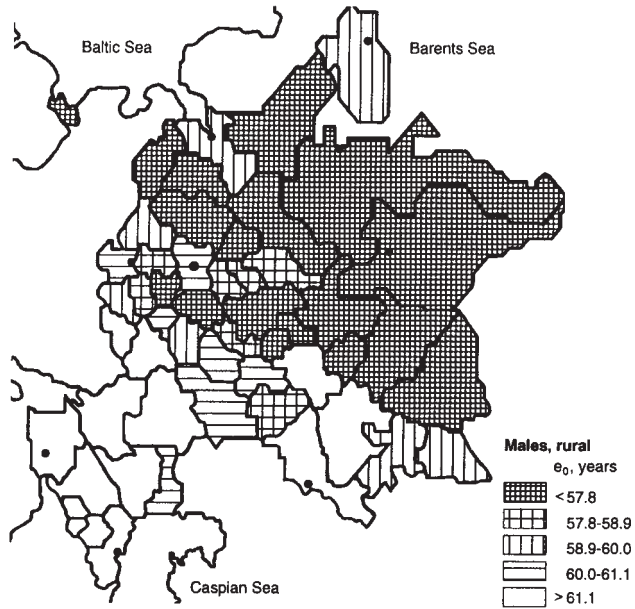 Baltic Sea
Barents Sea
Males, rural
e₀, years
<57.8
57.8-58.9
58.9-60.0
60.0-61.1
>61.1
Caspian Sea